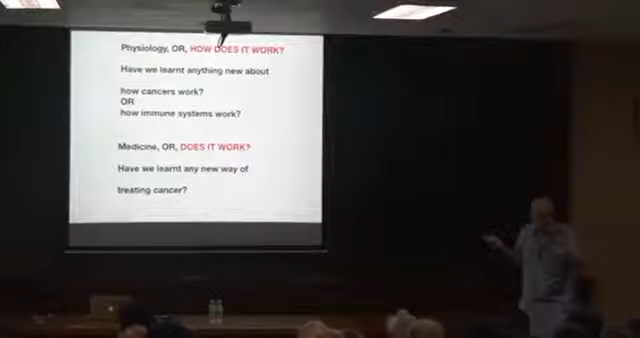 Physiology, OR, HOW DOES IT WORK?
Have we learnt anything new about
how cancers work?
OR
how immune systems work?
Medicine, OR, DOES IT WORK?
Have we learnt any new way of
treating cancer?